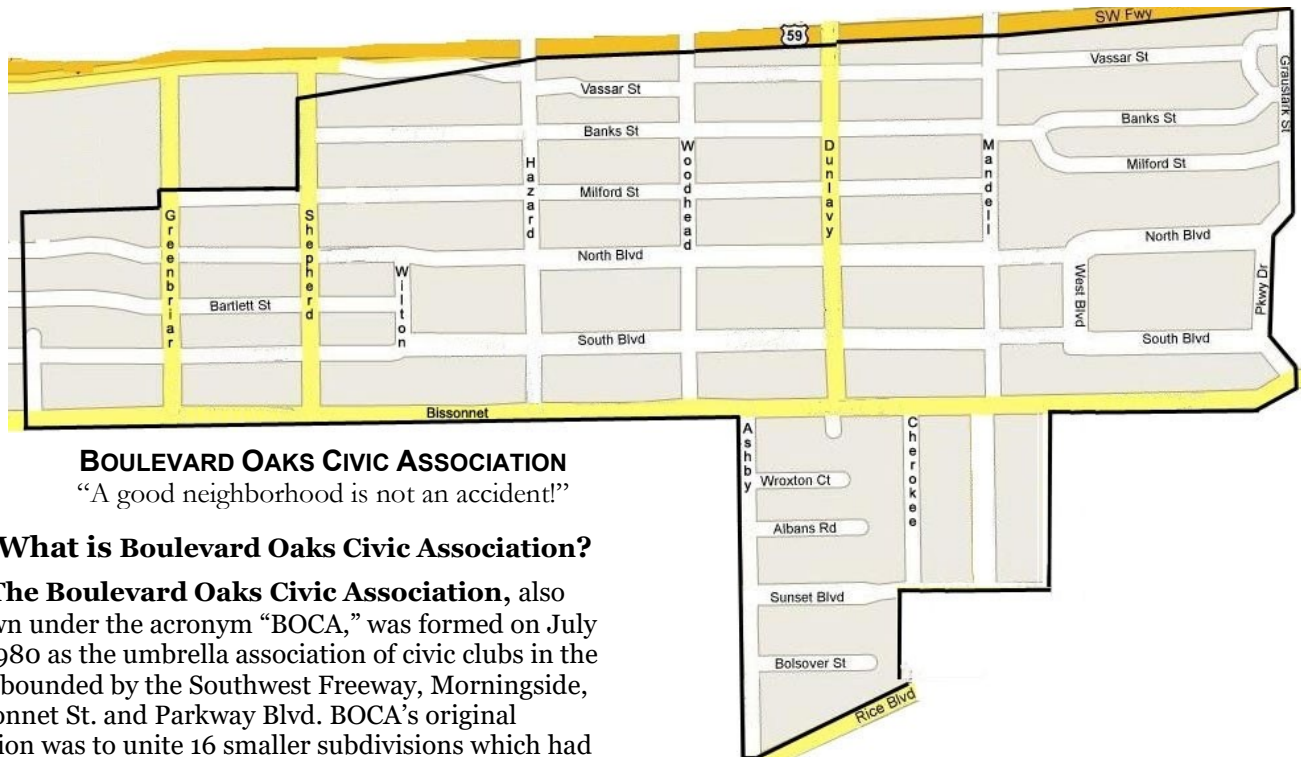 SW Fwy
59
Vassar St
Vassar St
Graustark St
Banks St
Banks St
Hazard
Woodhead
Dunlavy
Mandell
Milford St
Milford St
Greenbriar
Shepherd
North Blvd
North Blvd
Wilton
West Blvd
Pkwy Dr
Bartlett St
South Blvd
South Blvd
Bissonnet
Ashby
Cherokee
Wroxton Ct
Albans Rd
Sunset Blvd
Bolsover St
Rice Blvd
BOULEVARD OAKS CIVIC ASSOCIATION
“A good neighborhood is not an accident!”
What is Boulevard Oaks Civic Association?
The Boulevard Oaks Civic Association, also
wn under the acronym “BOCA,” was formed on July
980 as the umbrella association of civic clubs in the
bounded by the Southwest Freeway, Morningside,
onnet St. and Parkway Blvd. BOCA’s original
ion was to unite 16 smaller subdivisions which had